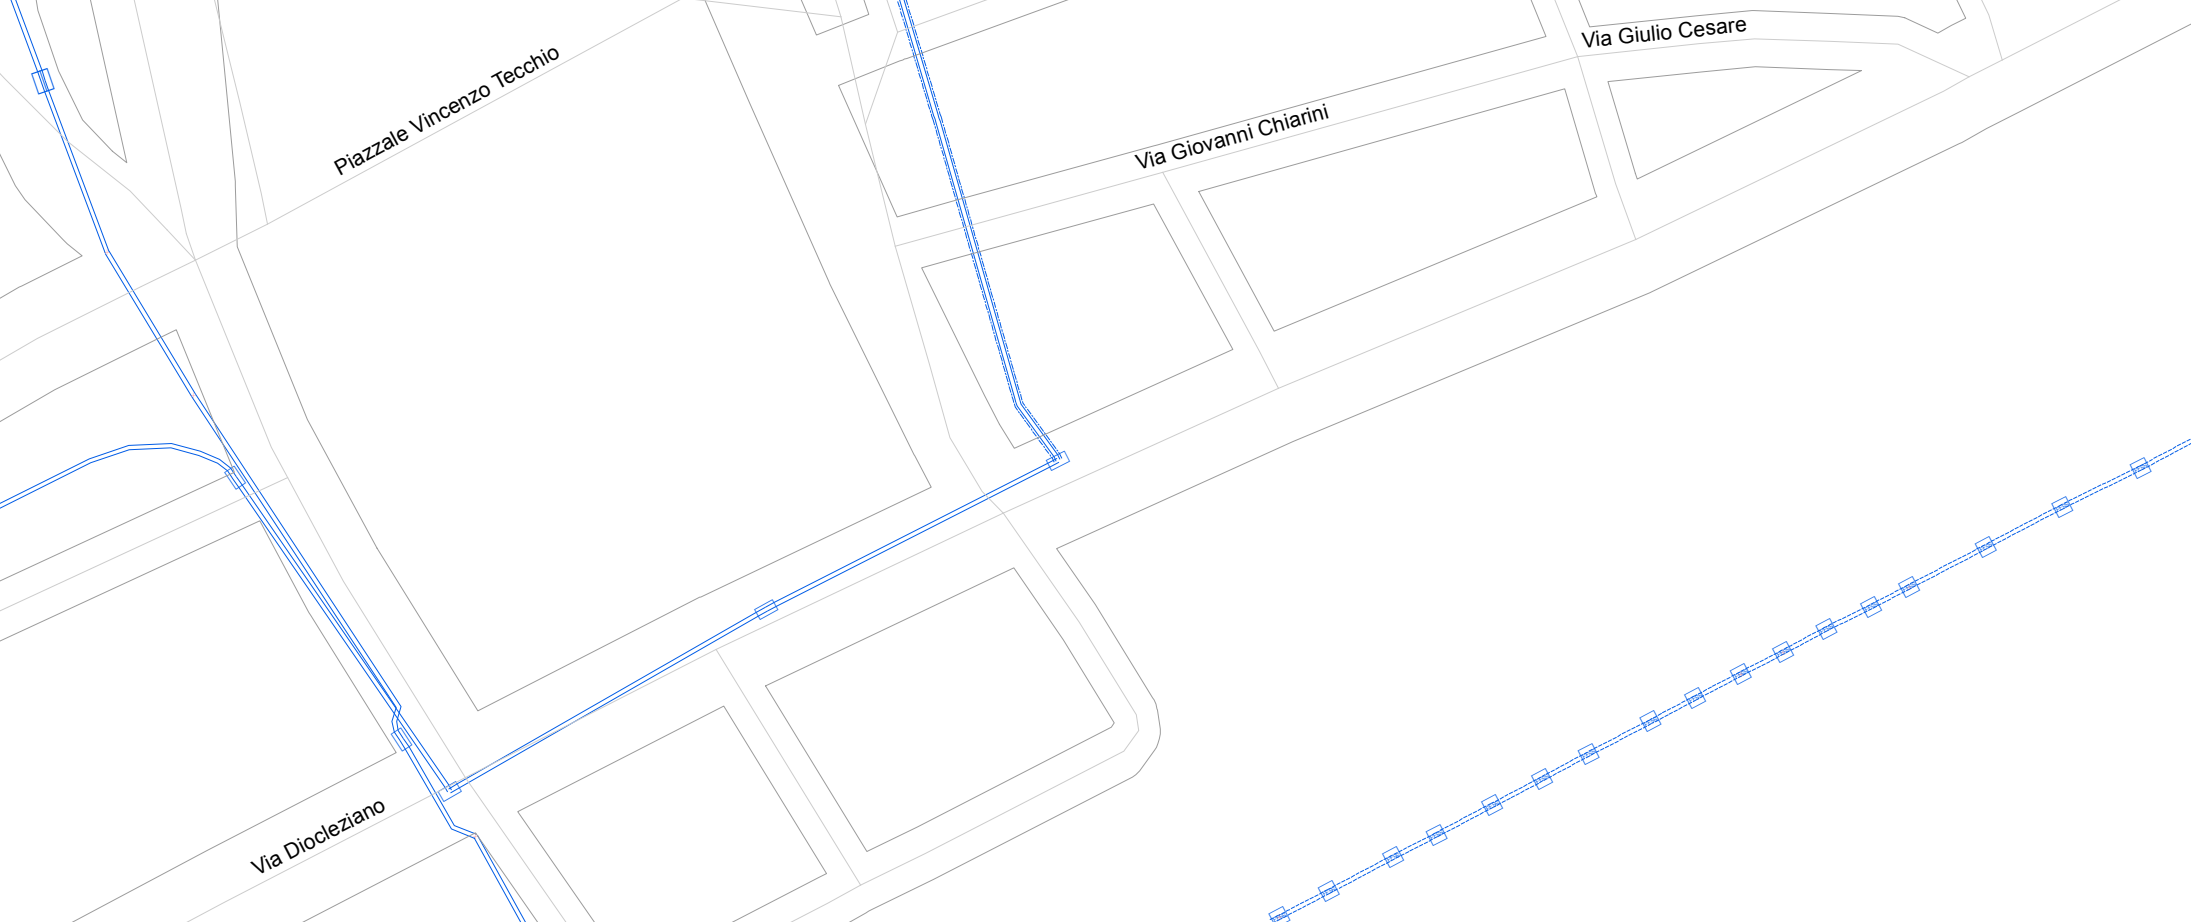 Via Giulio Cesare
Piazzale Vincenzo Tecchio
Via Giovanni Chiarini
Via Diocleziano